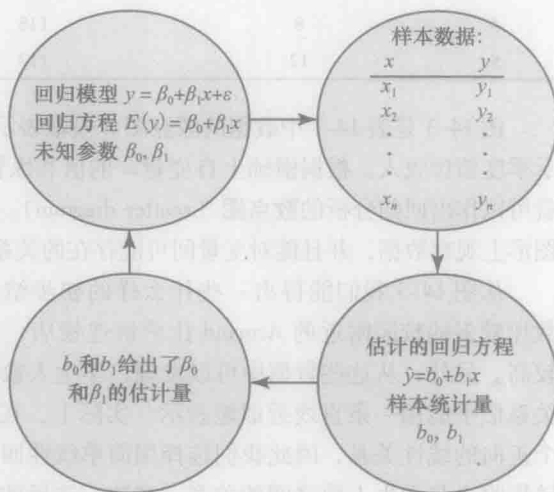 回归模型 y = β₀+β₁x+ε
回归方程 E(y) = β₀+β₁x
未知参数 β₀,β₁
样本数据:
x y
x₁ y₁
x₂ y₂
. .
. .
. .
xₙ yₙ
b₀和b₁给出了β₀
和β₁的估计量
估计的回归方程
ŷ=b₀+b₁x
样本统计量
b₀, b₁